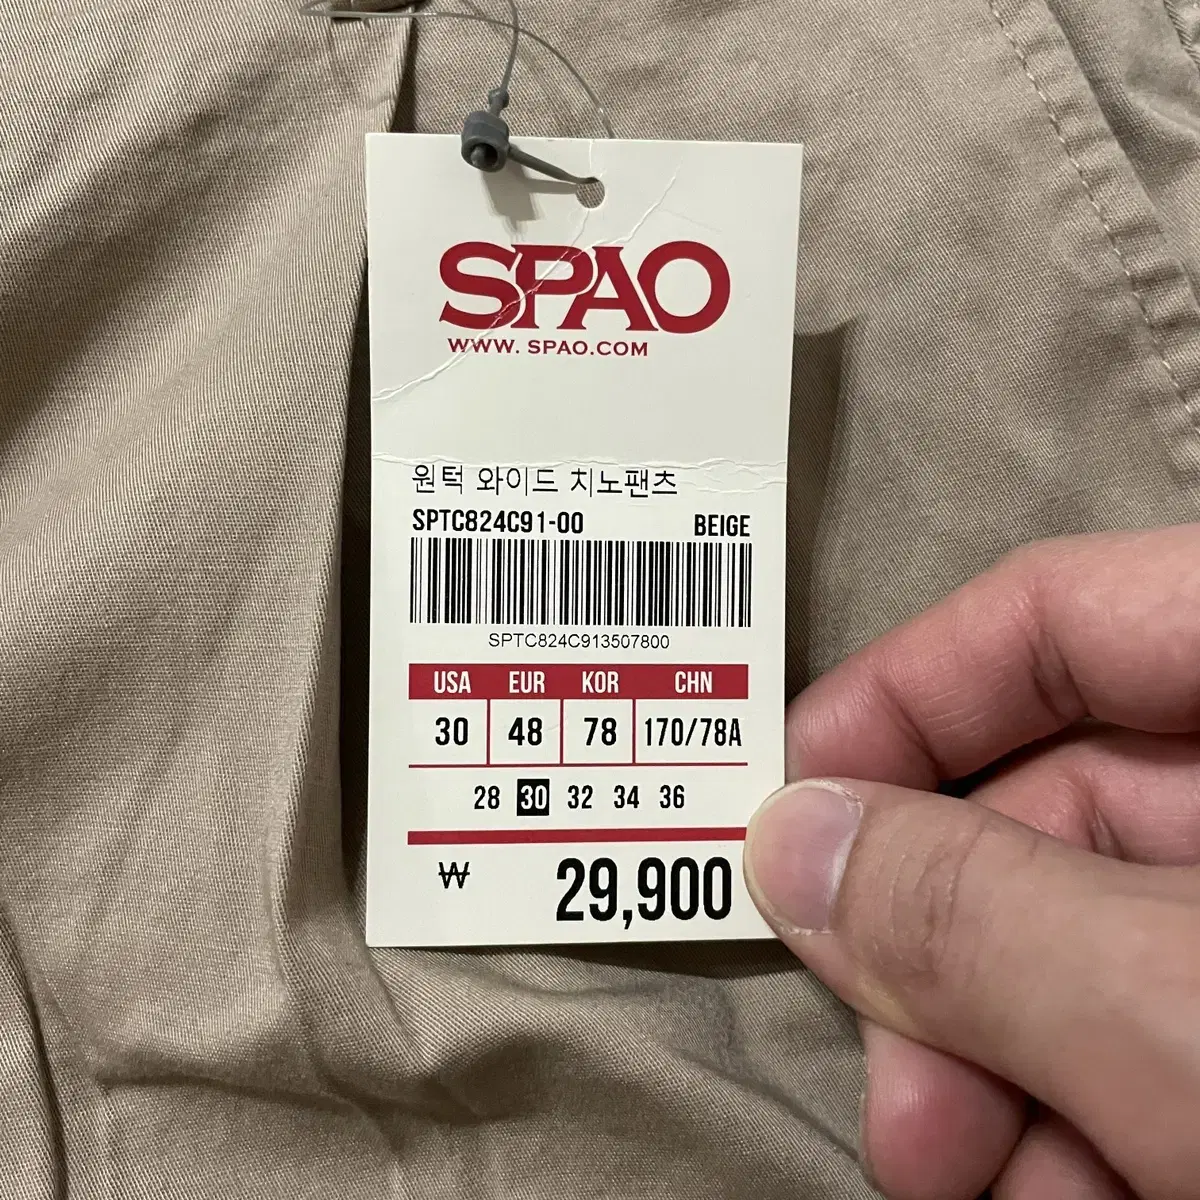 SPAO
WWW. SPAO.COM
원턱 와이드 치노팬츠
SPTC824C91-00 BEIGE
SPTC824C913507800
USA EUR KOR CHN
30 48 78 170/78A
28 30 32 34 36
₩ 29,900